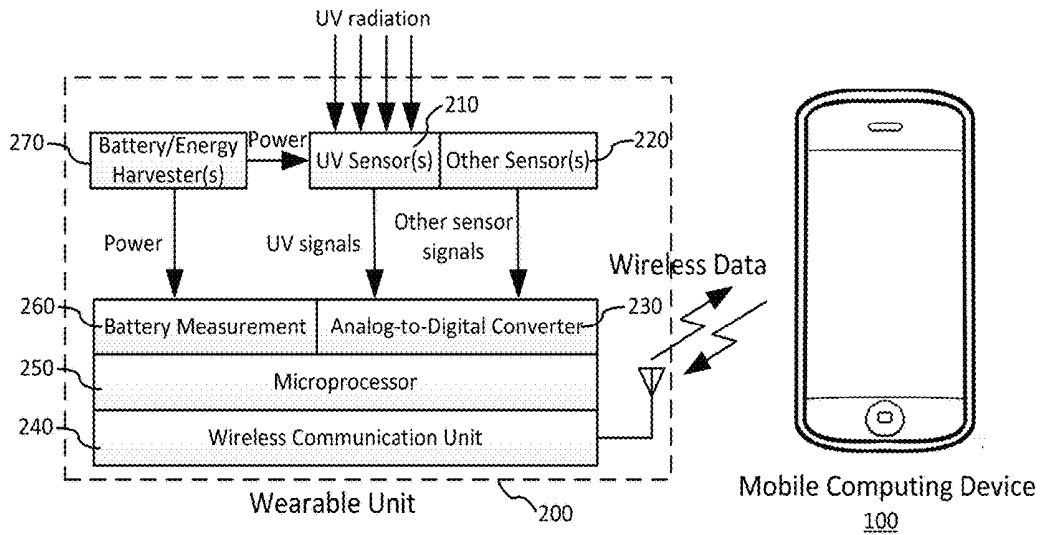 UV radiation
210
270
Battery/Energy
Harvester(s)
Power
UV Sensor(s)
Other Sensor(s)
220
Power
UV signals
Other sensor
signals
Wireless Data
260
Battery Measurement
Analog-to-Digital Converter
230
250
Microprocessor
240
Wireless Communication Unit
Wearable Unit
200
Mobile Computing Device
100